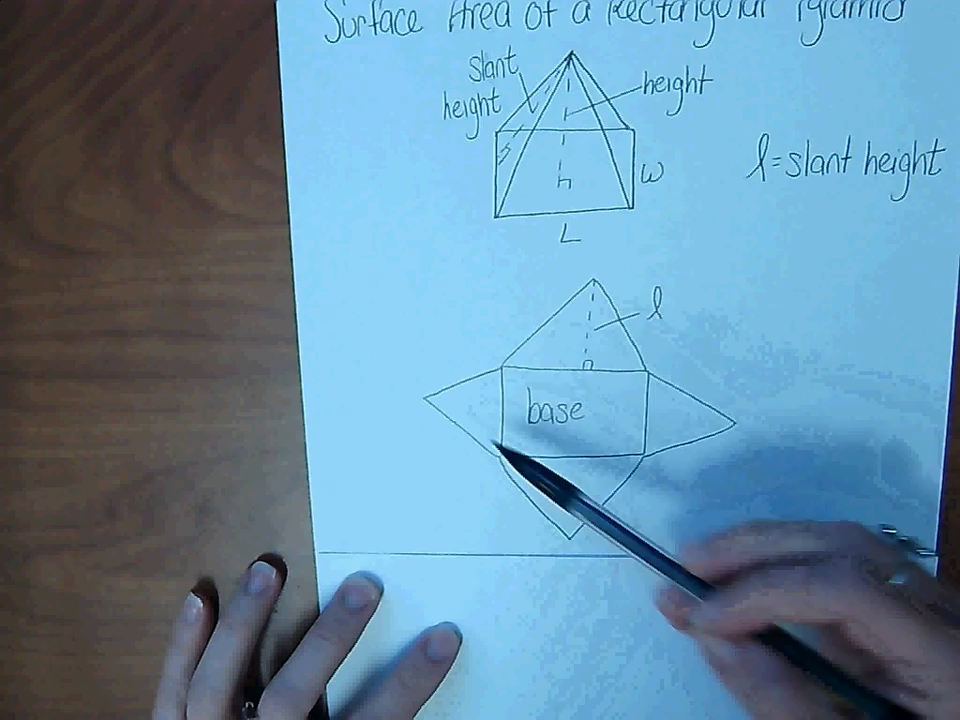 Surface Area of a Rectangular Pyramid
slant
height
height
h
w
L
l=slant height
l
base